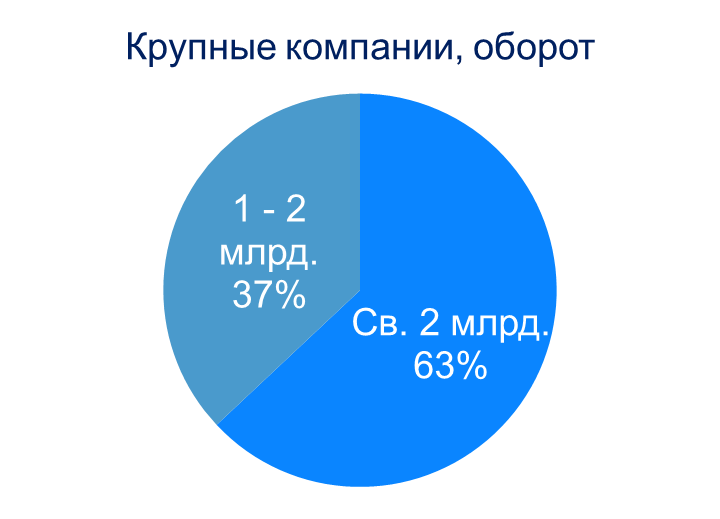 Крупные компании, оборот
1 - 2
млрд.
37%
Св. 2 млрд.
63%